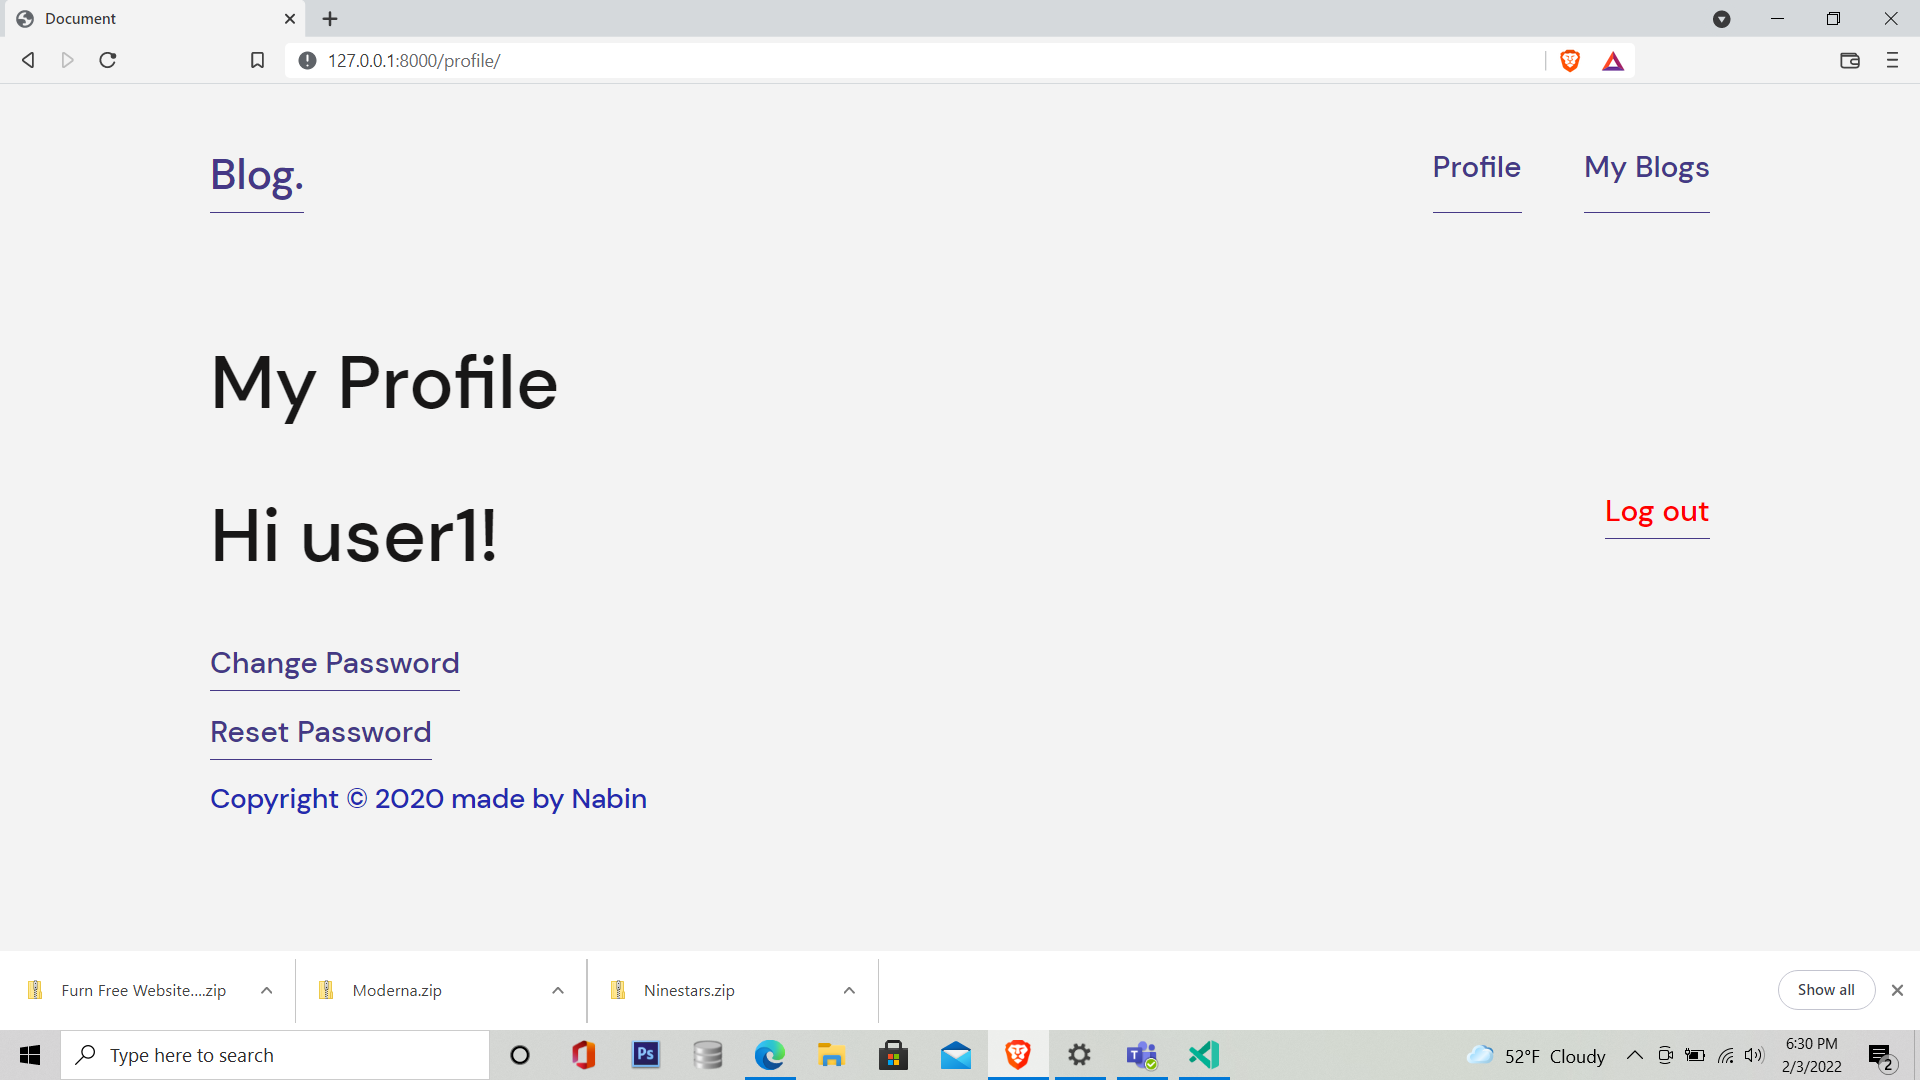 Document
127.0.0.1:8000/profile/
Blog.
Profile
My Blogs
My Profile
Hi user1!
Log out
Change Password
Reset Password
Copyright © 2020 made by Nabin
Furn Free Website....zip
Moderna.zip
Ninestars.zip
Show all
Type here to search
Ps
52°F Cloudy
6:30 PM
2/3/2022
2